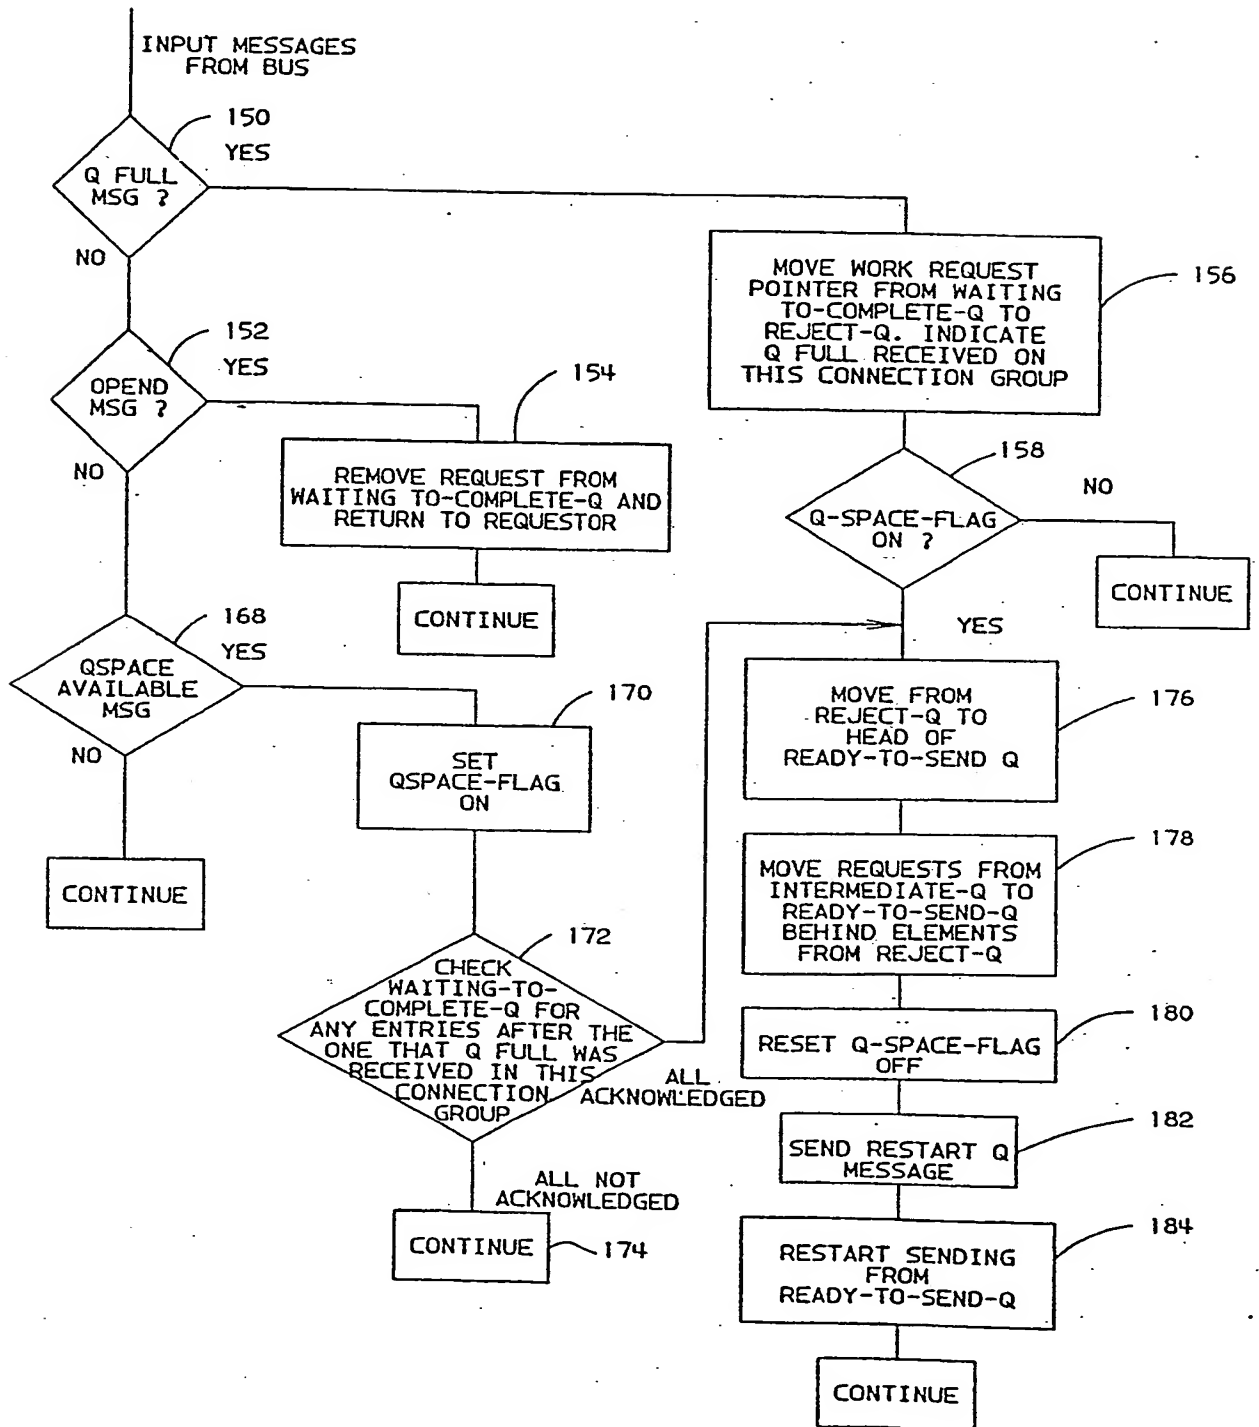 INPUT MESSAGES
FROM BUS
150
YES
Q FULL
MSG ?
NO
MOVE WORK REQUEST
POINTER FROM WAITING
TO-COMPLETE-Q TO
REJECT-Q. INDICATE
Q FULL RECEIVED ON
THIS CONNECTION GROUP
156
152
YES
OPEND
MSG ?
NO
154
REMOVE REQUEST FROM
WAITING TO-COMPLETE-Q AND
RETURN TO REQUESTOR
CONTINUE
158
NO
Q-SPACE-FLAG
ON ?
CONTINUE
YES
168
YES
QSPACE
AVAILABLE
MSG
NO
CONTINUE
170
SET
QSPACE-FLAG
ON
172
CHECK
WAITING-TO-
COMPLETE-Q FOR
ANY ENTRIES AFTER THE
ONE THAT Q FULL WAS
RECEIVED IN THIS
CONNECTION
GROUP
ALL
ACKNOWLEDGED
ALL NOT
ACKNOWLEDGED
CONTINUE
174
MOVE FROM
REJECT-Q TO
HEAD OF
READY-TO-SEND Q
176
MOVE REQUESTS FROM
INTERMEDIATE-Q TO
READY-TO-SEND-Q
BEHIND ELEMENTS
FROM REJECT-Q
178
RESET Q-SPACE-FLAG
OFF
180
SEND RESTART Q
MESSAGE
182
RESTART SENDING
FROM
READY-TO-SEND-Q
184
CONTINUE